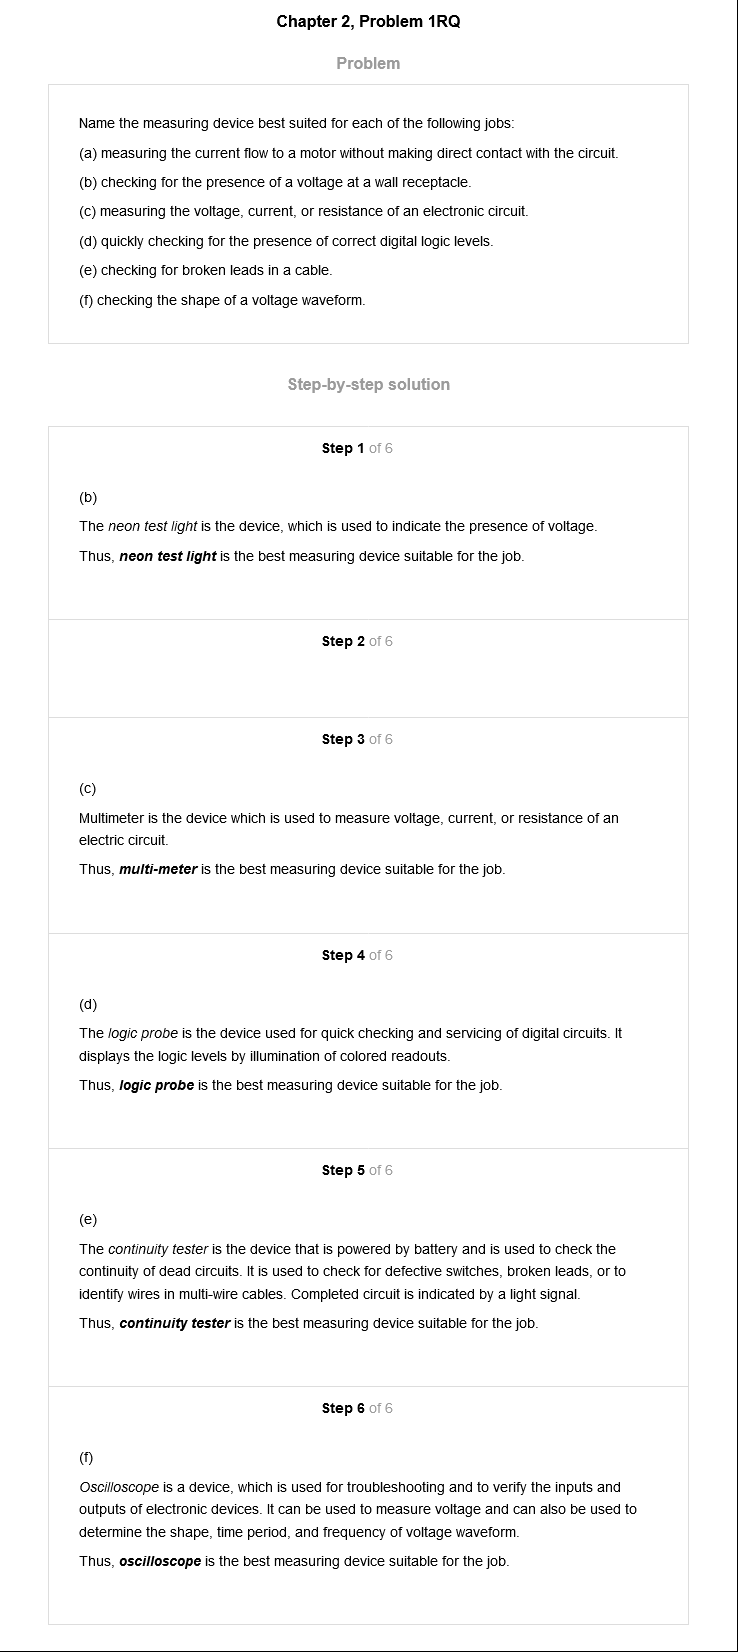 Chapter 2, Problem 1RQ
Problem
Name the measuring device best suited for each of the following jobs:
(a) measuring the current flow to a motor without making direct contact with the circuit.
(b) checking for the presence of a voltage at a wall receptacle.
(c) measuring the voltage, current, or resistance of an electronic circuit.
(d) quickly checking for the presence of correct digital logic levels.
(e) checking for broken leads in a cable.
(f) checking the shape of a voltage waveform.
Step-by-step solution
Step 1 of 6
(b)
The neon test light is the device, which is used to indicate the presence of voltage.
Thus, neon test light is the best measuring device suitable for the job.
Step 2 of 6
Step 3 of 6
(c)
Multimeter is the device which is used to measure voltage, current, or resistance of an
electric circuit.
Thus, multi-meter is the best measuring device suitable for the job.
Step 4 of 6
(d)
The logic probe is the device used for quick checking and servicing of digital circuits. It
displays the logic levels by illumination of colored readouts.
Thus, logic probe is the best measuring device suitable for the job.
Step 5 of 6
(e)
The continuity tester is the device that is powered by battery and is used to check the
continuity of dead circuits. It is used to check for defective switches, broken leads, or to
identify wires in multi-wire cables. Completed circuit is indicated by a light signal.
Thus, continuity tester is the best measuring device suitable for the job.
Step 6 of 6
(f)
Oscilloscope is a device, which is used for troubleshooting and to verify the inputs and
outputs of electronic devices. It can be used to measure voltage and can also be used to
determine the shape, time period, and frequency of voltage waveform.
Thus, oscilloscope is the best measuring device suitable for the job.